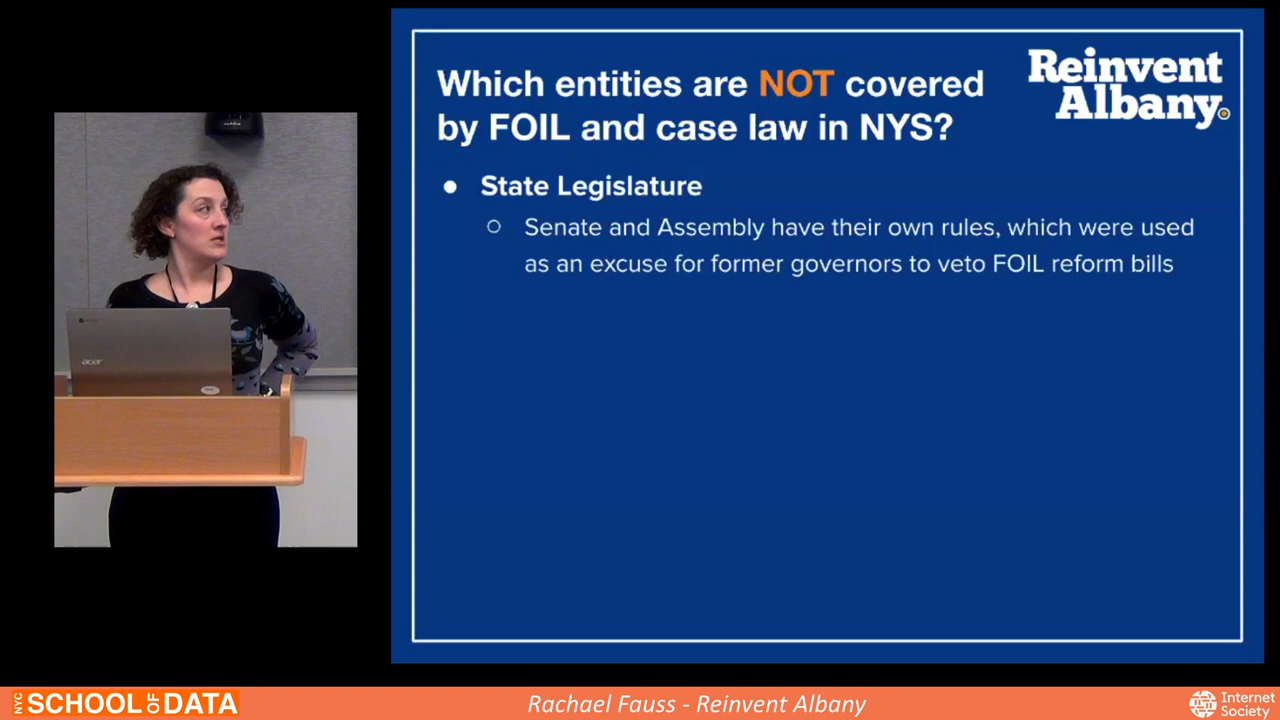 Which entities are NOT covered
by FOIL and case law in NYS?
Reinvent
Albany.
● State Legislature
○ Senate and Assembly have their own rules, which were used
as an excuse for former governors to veto FOIL reform bills
acer
NYC SCHOOL OF DATA
Rachael Fauss - Reinvent Albany
Internet
Society